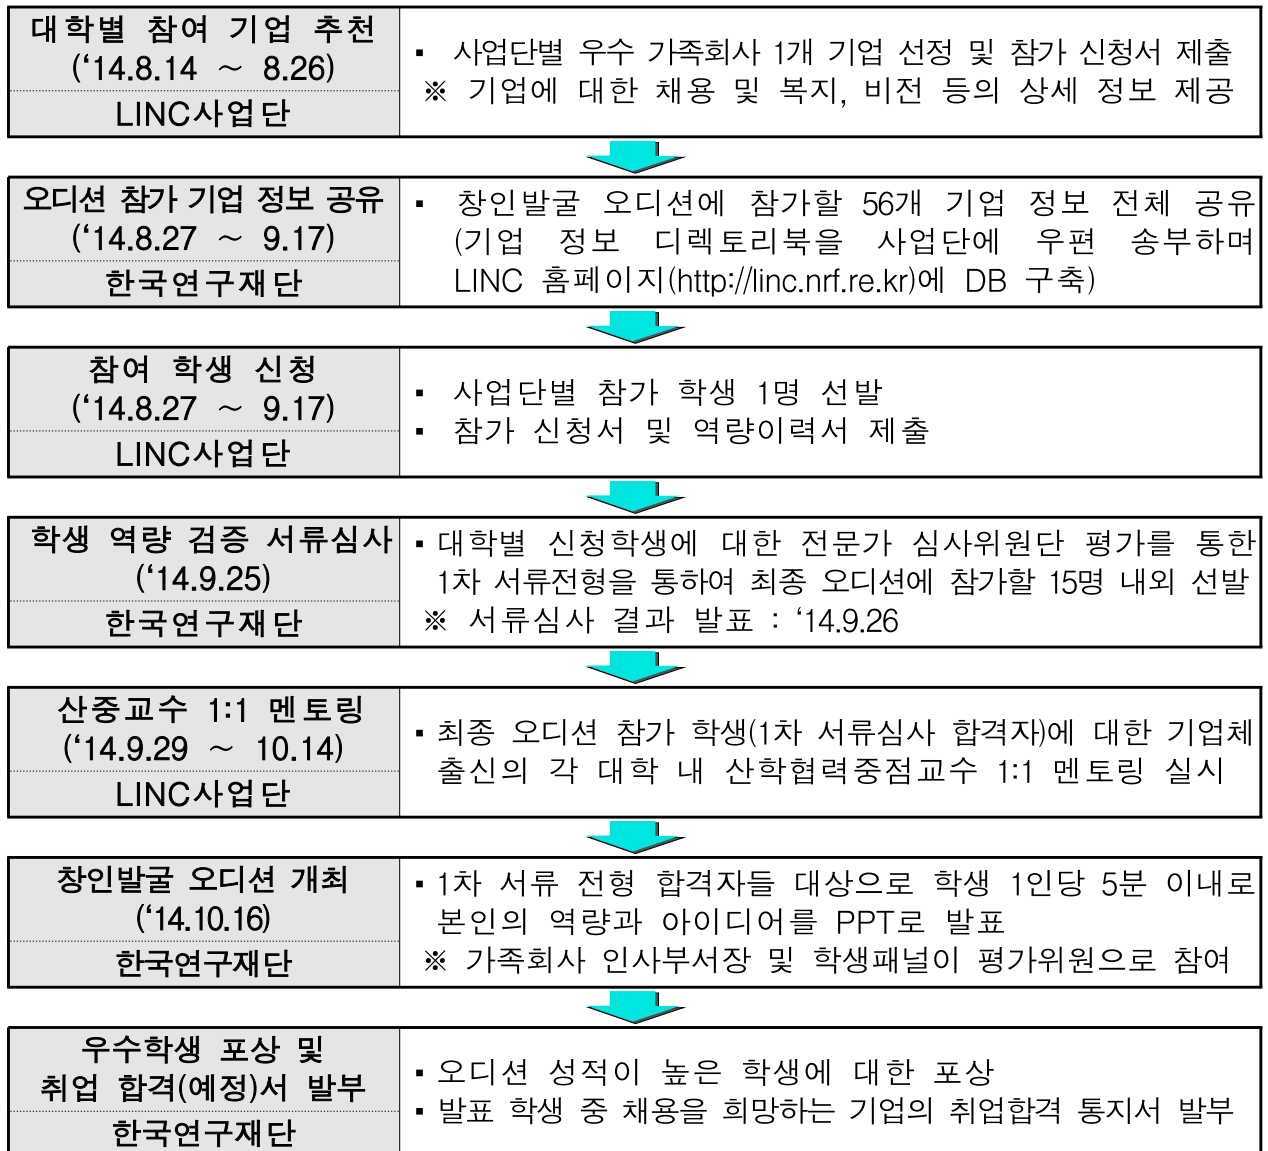 대학별 참여 기업 추천
(‘14.8.14 ~ 8.26)
LINC사업단
▪ 사업단별 우수 가족회사 1개 기업 선정 및 참가 신청서 제출
※ 기업에 대한 채용 및 복지, 비전 등의 상세 정보 제공
오디션 참가 기업 정보 공유
(‘14.8.27 ~ 9.17)
한국연구재단
▪ 창인발굴 오디션에 참가할 56개 기업 정보 전체 공유
(기업 정보 디렉토리북을 사업단에 우편 송부하며
LINC 홈페이지(http://linc.nrf.re.kr)에 DB 구축)
참여 학생 신청
(‘14.8.27 ~ 9.17)
LINC사업단
▪ 사업단별 참가 학생 1명 선발
▪ 참가 신청서 및 역량이력서 제출
학생 역량 검증 서류심사
(‘14.9.25)
한국연구재단
▪ 대학별 신청학생에 대한 전문가 심사위원단 평가를 통한
1차 서류전형을 통하여 최종 오디션에 참가할 15명 내외 선발
※ 서류심사 결과 발표 : ‘14.9.26
산중교수 1:1 멘토링
(‘14.9.29 ~ 10.14)
LINC사업단
▪ 최종 오디션 참가 학생(1차 서류심사 합격자)에 대한 기업체
출신의 각 대학 내 산학협력중점교수 1:1 멘토링 실시
창인발굴 오디션 개최
(‘14.10.16)
한국연구재단
▪ 1차 서류 전형 합격자들 대상으로 학생 1인당 5분 이내로
본인의 역량과 아이디어를 PPT로 발표
※ 가족회사 인사부서장 및 학생패널이 평가위원으로 참여
우수학생 포상 및
취업 합격(예정)서 발부
한국연구재단
▪ 오디션 성적이 높은 학생에 대한 포상
▪ 발표 학생 중 채용을 희망하는 기업의 취업합격 통지서 발부